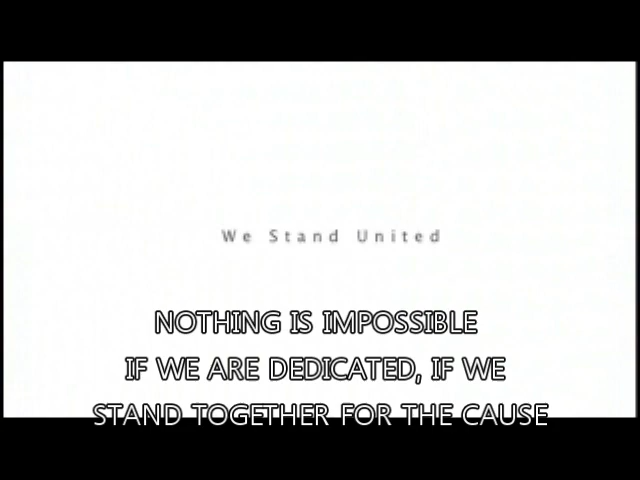 We Stand United
NOTHING IS IMPOSSIBLE
IF WE ARE DEDICATED, IF WE
STAND TOGETHER FOR THE CAUSE